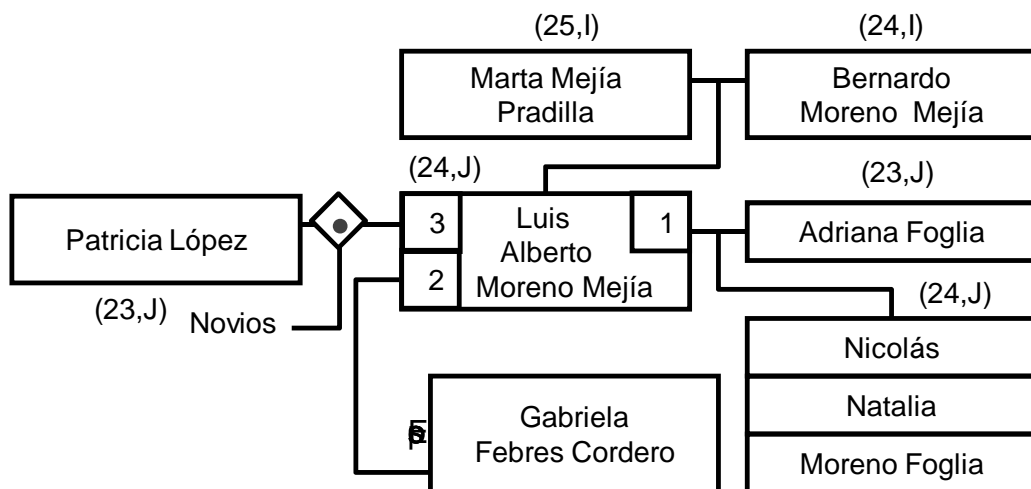 (25,I)
(24,I)
Marta Mejía
Pradilla
Bernardo
Moreno Mejía
(24,J)
(23,J)
Patricia López
3
2
Luis
Alberto
Moreno Mejía
1
Adriana Foglia
(23,J)
Novios
(24,J)
Nicolás
Natalia
Moreno Foglia
Gabriela
Febres Cordero